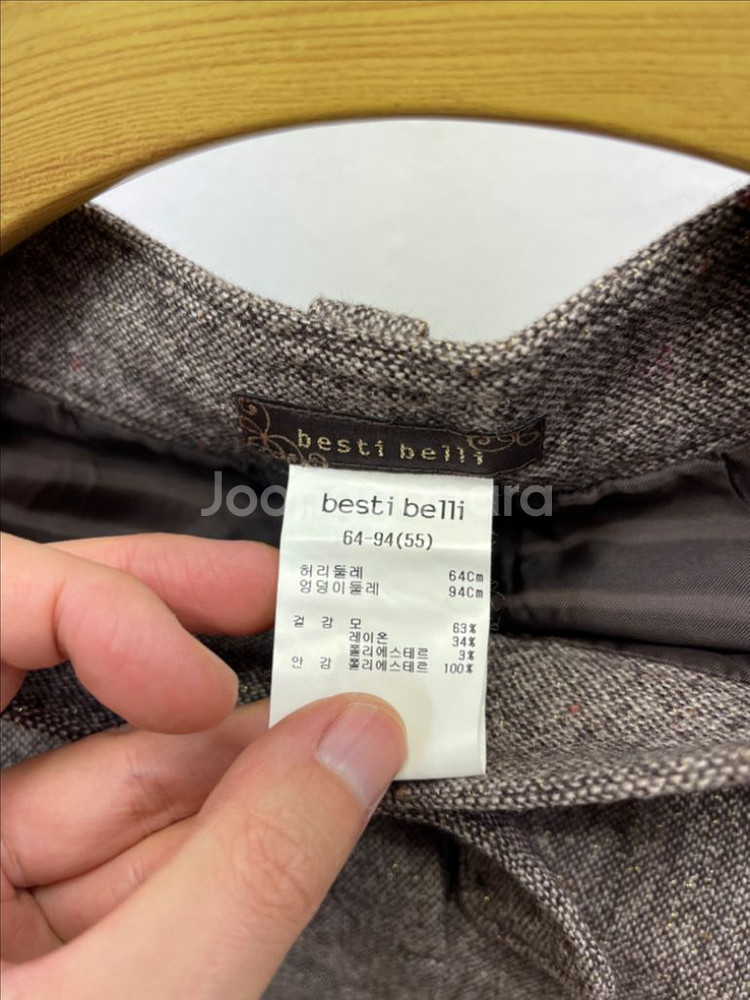 besti belli
besti belli
64-94(55)
허리둘레 64Cm
엉덩이둘레 94Cm
겉 감 모 63%
레이온 34%
폴리에스테르 3%
안 감 폴리에스테르 100%